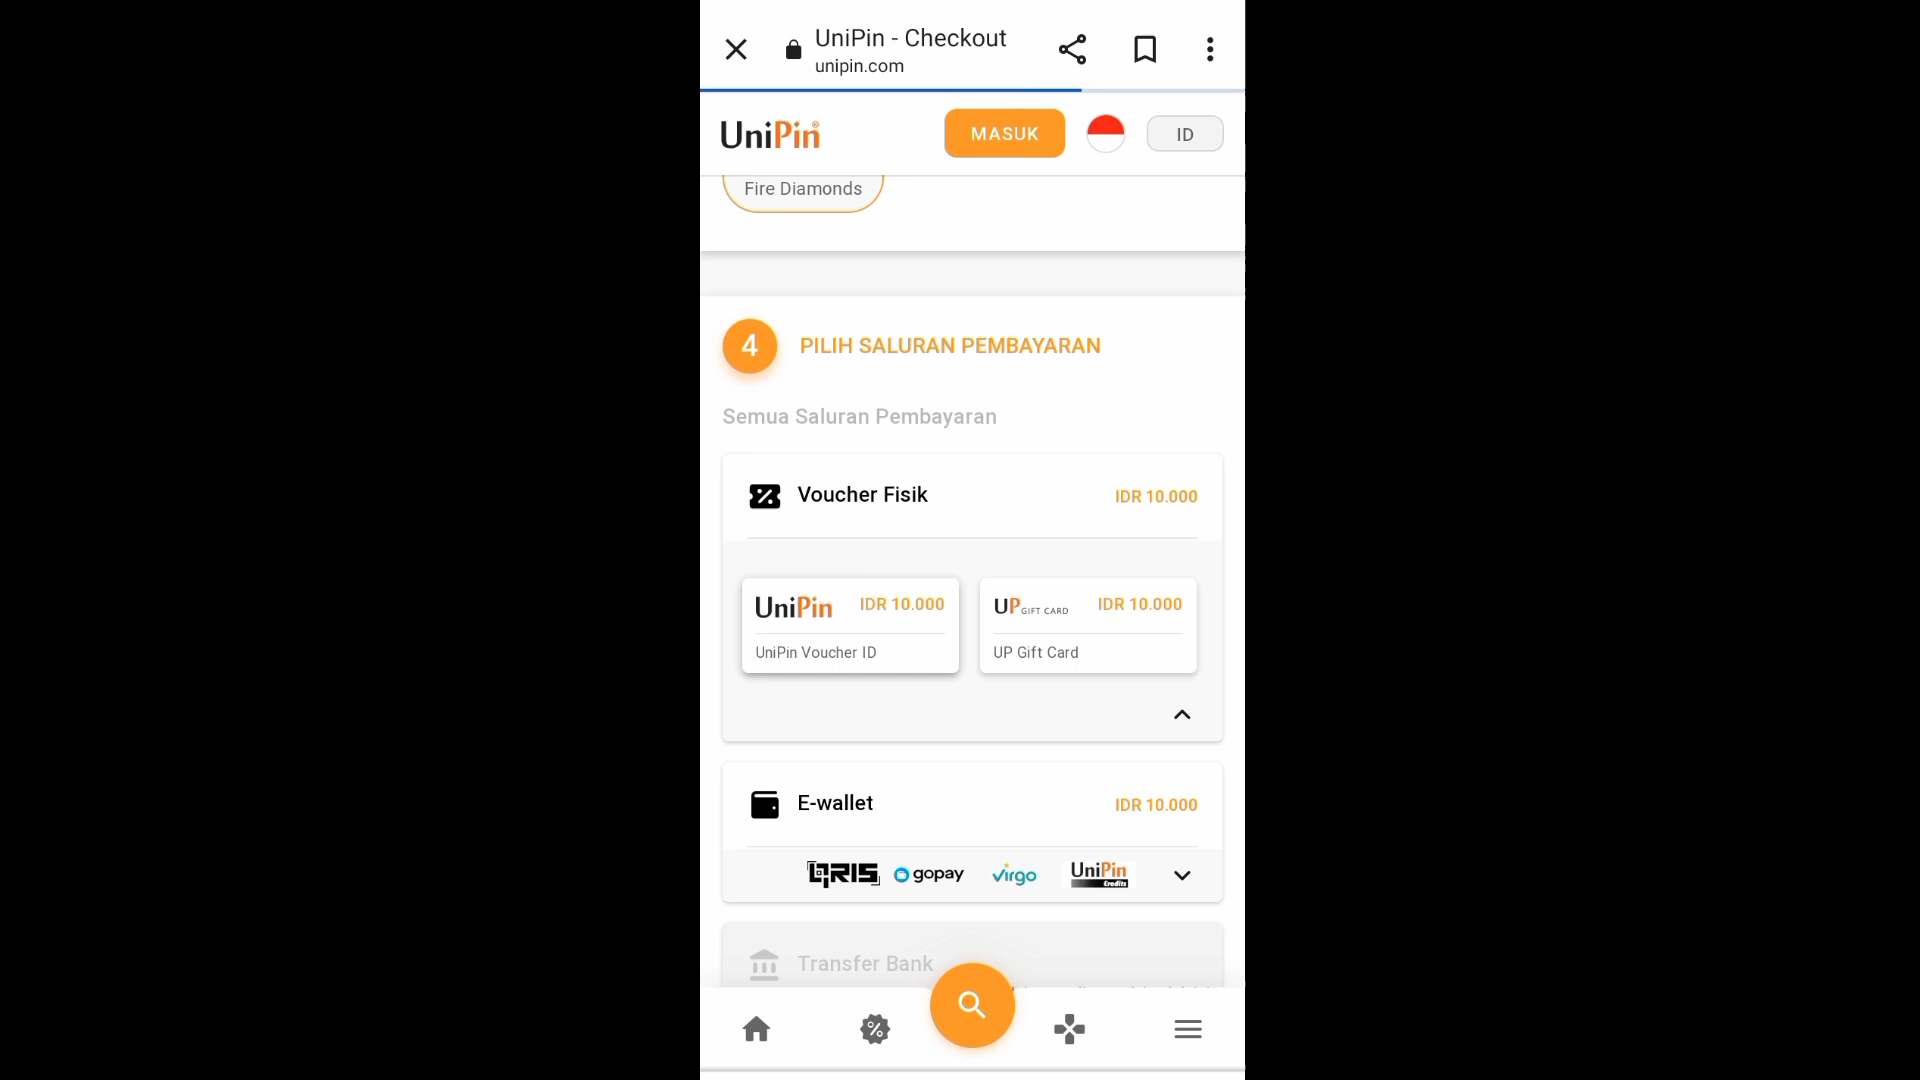 UniPin - Checkout
unipin.com
UniPin
MASUK
ID
Fire Diamonds
4
PILIH SALURAN PEMBAYARAN
Semua Saluran Pembayaran
Voucher Fisik
IDR 10.000
UniPin
IDR 10.000
UniPin Voucher ID
UP GIFT CARD
IDR 10.000
UP Gift Card
E-wallet
IDR 10.000
QRIS
gopay
virgo
UniPin Credits
Transfer Bank